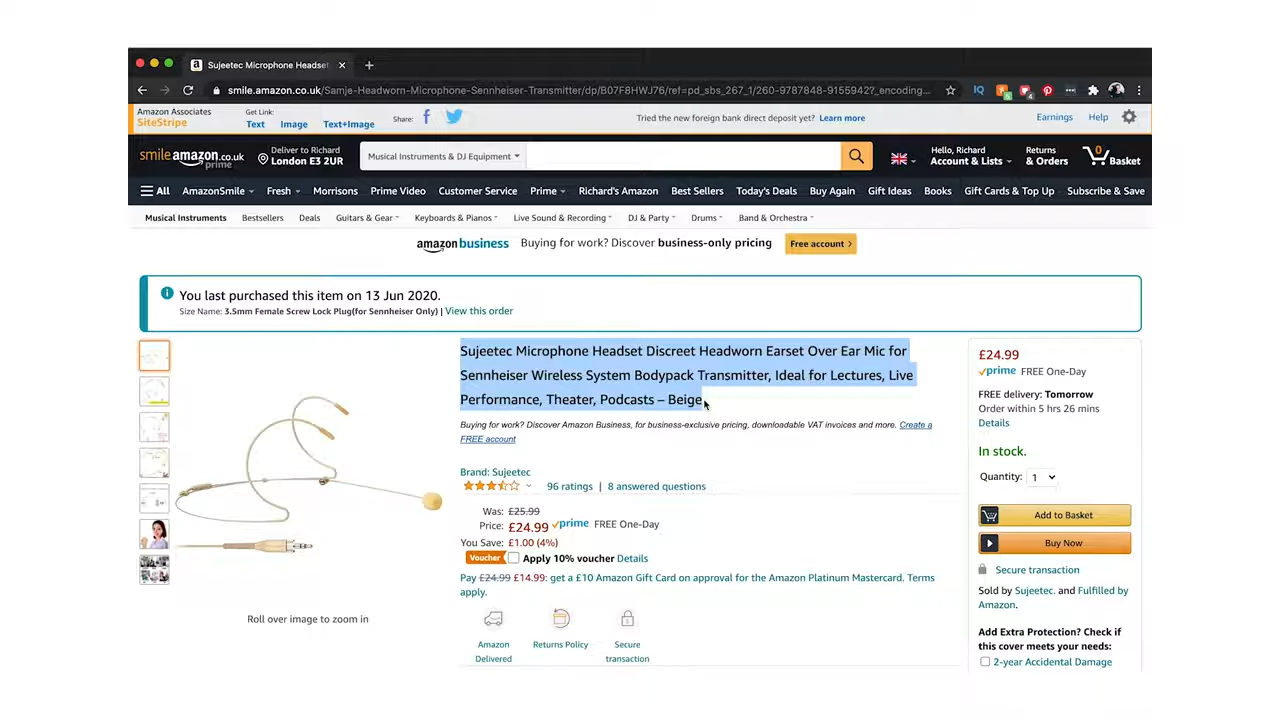 Sujeetec Microphone Headset
smile.amazon.co.uk/Samje-Headworn-Microphone-Sennheiser-Transmitter/dp/B07F8HWJ76/ref=pd_sbs_267_1/260-9787848-9155942?_encoding...
Amazon Associates
SiteStripe
Get Link:
Text Image Text+Image
Share:
Tried the new foreign bank direct deposit yet? Learn more
Earnings Help
smile.amazon.co.uk
prime
Deliver to Richard
London E3 2UR
Musical Instruments & DJ Equipment
Hello, Richard
Account & Lists
Returns
& Orders
0
Basket
All AmazonSmile Fresh Morrisons Prime Video Customer Service Prime Richard's Amazon Best Sellers Today's Deals Buy Again Gift Ideas Books Gift Cards & Top Up Subscribe & Save
Musical Instruments Bestsellers Deals Guitars & Gear Keyboards & Pianos Live Sound & Recording DJ & Party Drums Band & Orchestra
amazon business Buying for work? Discover business-only pricing Free account ›
You last purchased this item on 13 Jun 2020.
Size Name: 3.5mm Female Screw Lock Plug(for Sennheiser Only) | View this order
Roll over image to zoom in
Sujeetec Microphone Headset Discreet Headworn Earset Over Ear Mic for
Sennheiser Wireless System Bodypack Transmitter, Ideal for Lectures, Live
Performance, Theater, Podcasts – Beige
Buying for work? Discover Amazon Business, for business-exclusive pricing, downloadable VAT invoices and more. Create a
FREE account
Brand: Sujeetec
96 ratings | 8 answered questions
Was: £25.99
Price: £24.99 prime FREE One-Day
You Save: £1.00 (4%)
Voucher Apply 10% voucher Details
Pay £24.99 £14.99: get a £10 Amazon Gift Card on approval for the Amazon Platinum Mastercard. Terms
apply.
Amazon
Delivered
Returns Policy
Secure
transaction
£24.99
prime FREE One-Day
FREE delivery: Tomorrow
Order within 5 hrs 26 mins
Details
In stock.
Quantity: 1
Add to Basket
Buy Now
Secure transaction
Sold by Sujeetec. and Fulfilled by
Amazon.
Add Extra Protection? Check if
this cover meets your needs:
2-year Accidental Damage